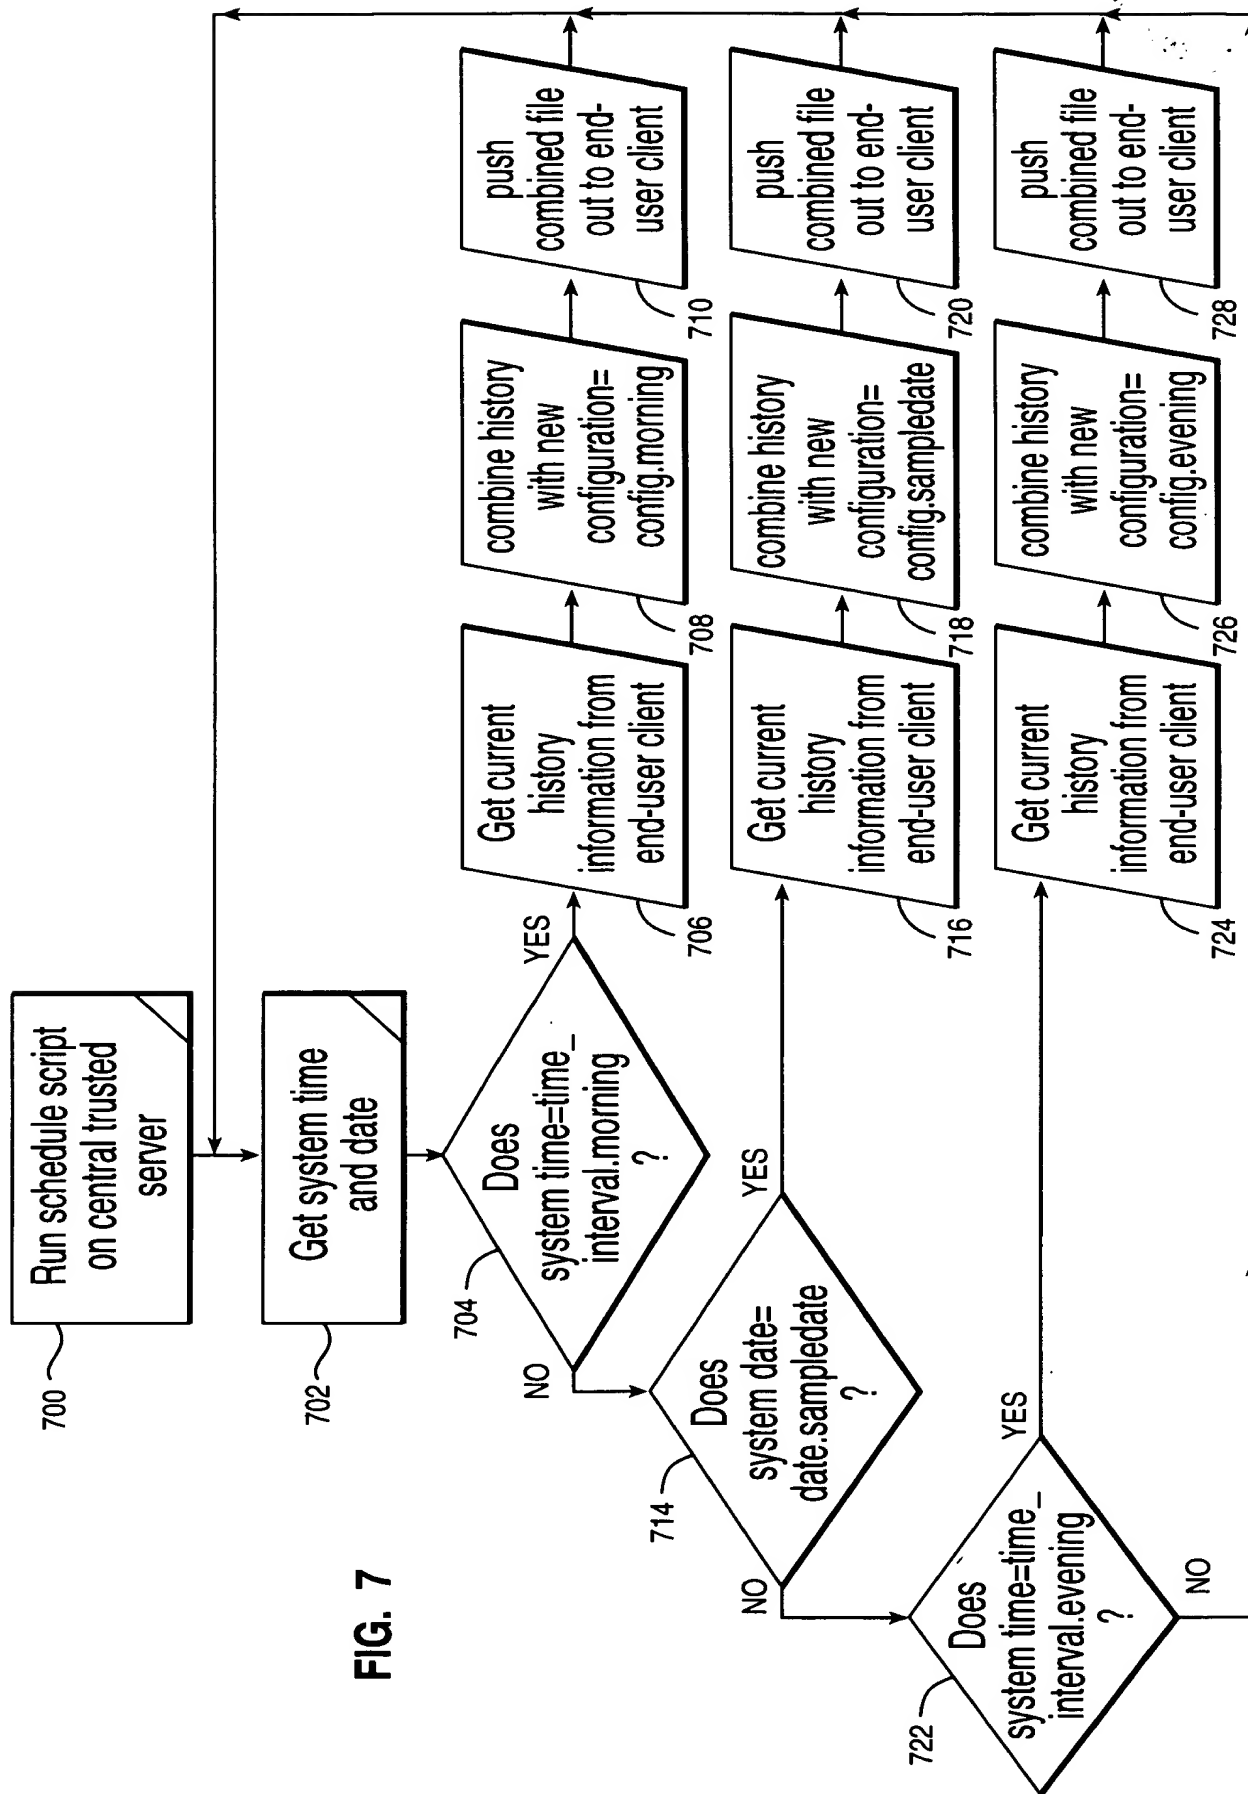 Run schedule script
on central trusted
server
700
Get system time
and date
702
Does
system time=time_
interval.morning
?
704
YES
NO
Get current
history
information from
end-user client
706
combine history
with new
configuration=
config.morning
708
push
combined file
out to end-
user client
710
Does
system date=
date.sampledate
?
714
YES
NO
Get current
history
information from
end-user client
716
combine history
with new
configuration=
config.sampledate
718
push
combined file
out to end-
user client
720
Does
system time=time_
interval.evening
?
722
YES
NO
Get current
history
information from
end-user client
724
combine history
with new
configuration=
config.evening
726
push
combined file
out to end-
user client
728
FIG. 7